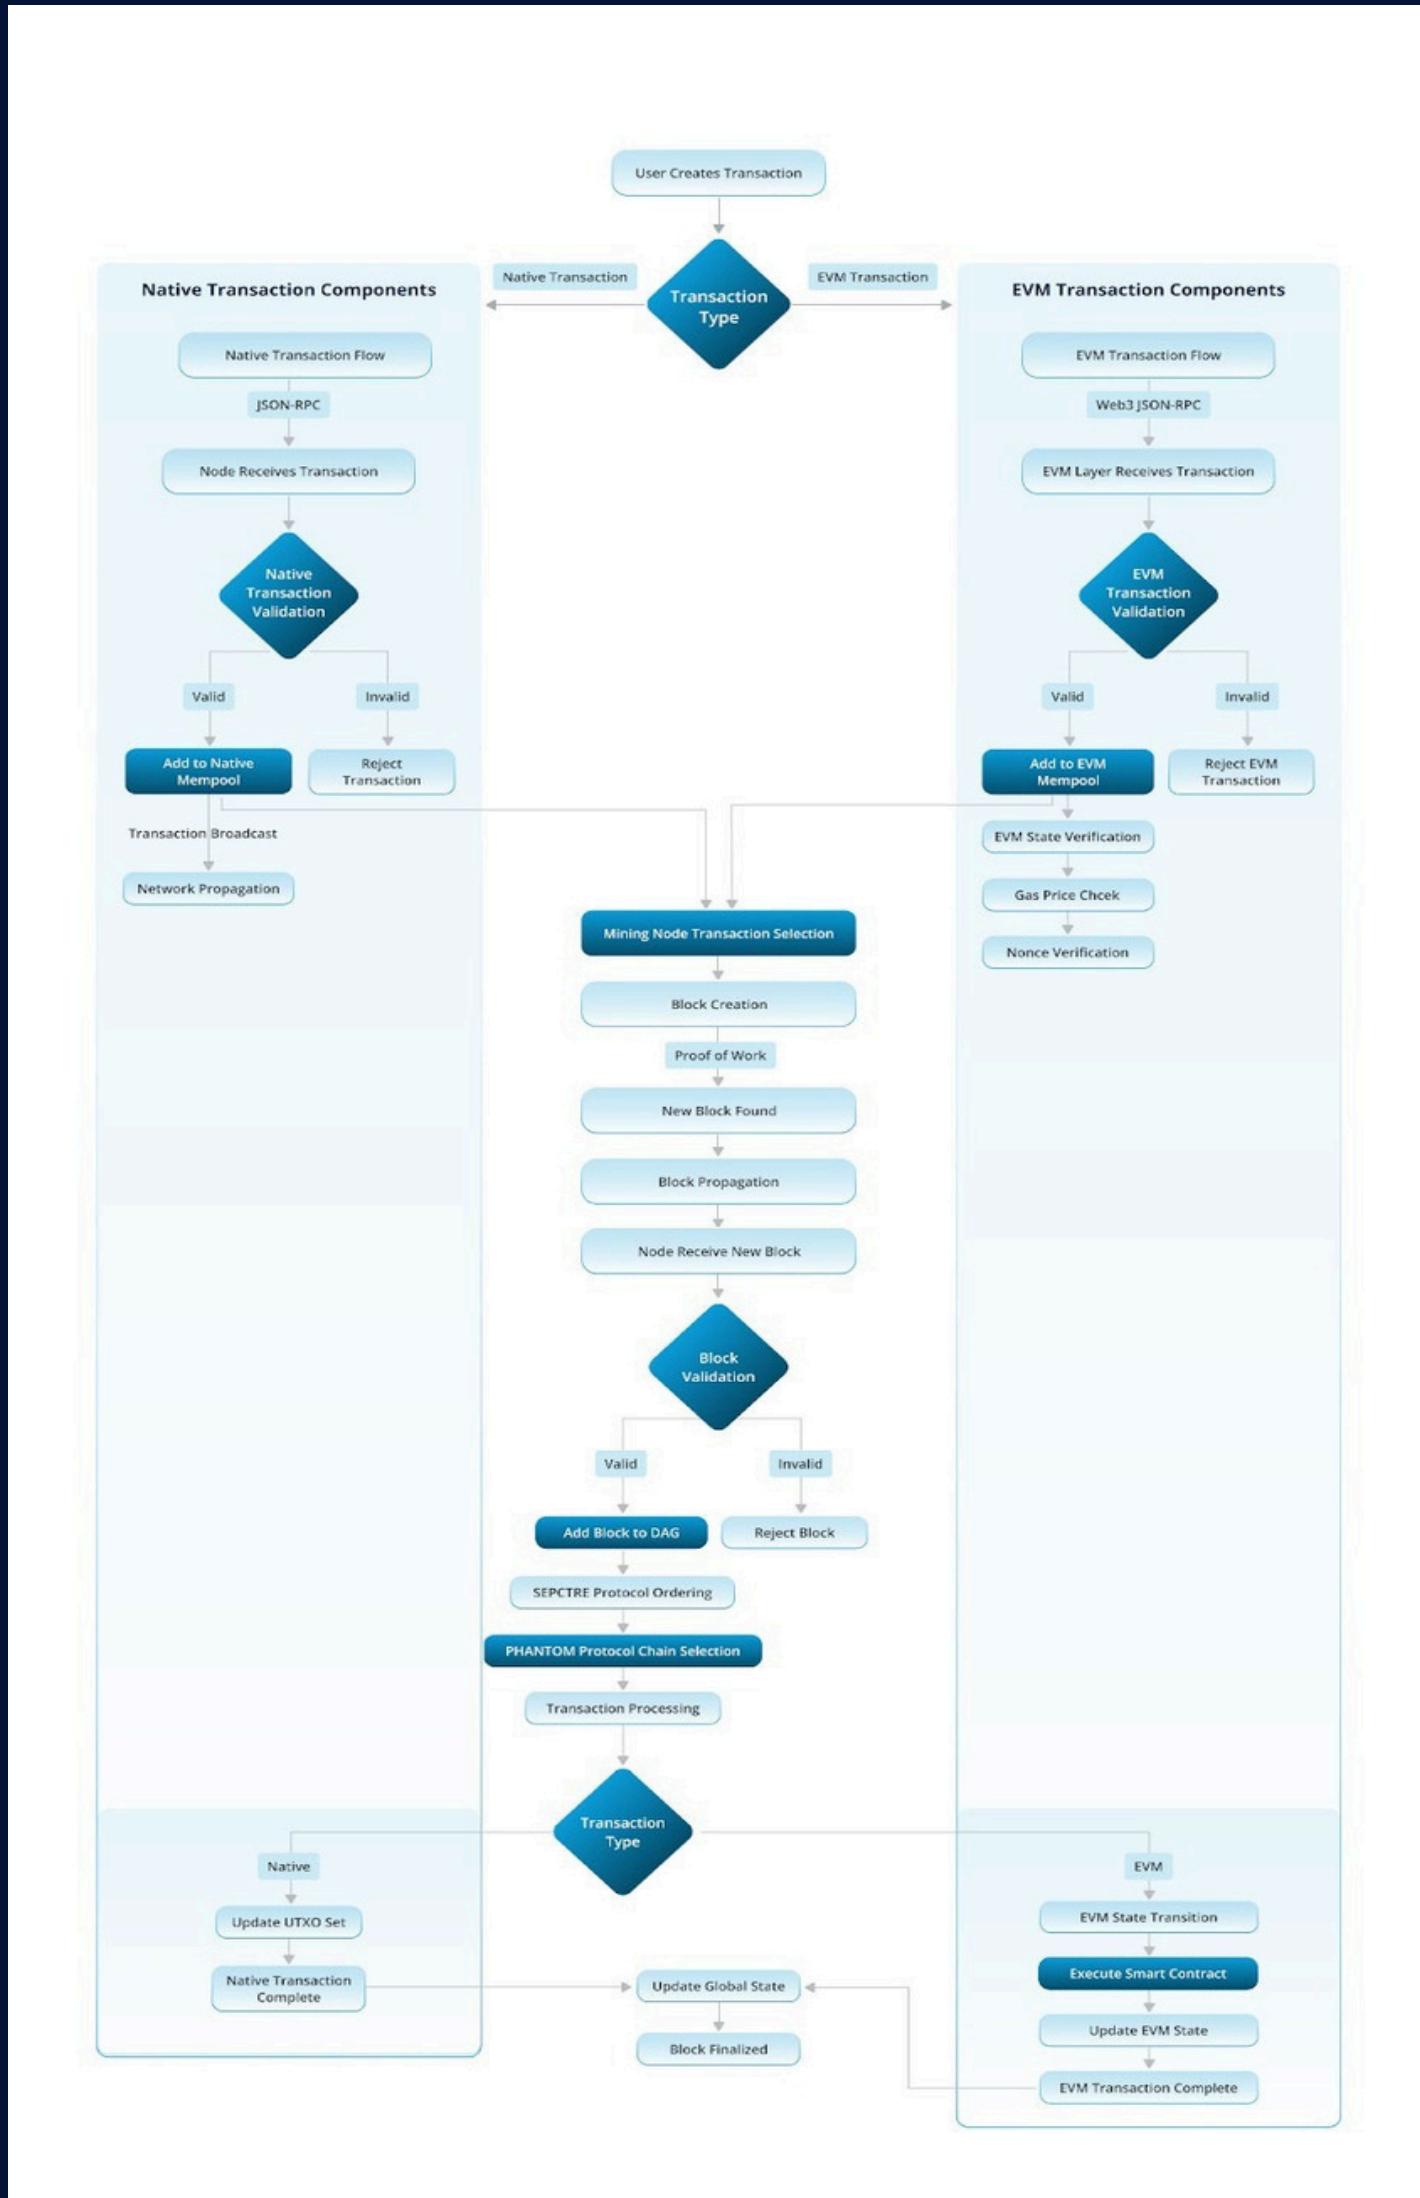 User Creates Transaction
Native Transaction
EVM Transaction
Transaction
Type
Native Transaction Components
Native Transaction Flow
JSON-RPC
Node Receives Transaction
Native
Transaction
Validation
Valid
Invalid
Add to Native
Mempool
Reject
Transaction
Transaction Broadcast
Network Propagation
EVM Transaction Components
EVM Transaction Flow
Web3 JSON-RPC
EVM Layer Receives Transaction
EVM
Transaction
Validation
Valid
Invalid
Add to EVM
Mempool
Reject EVM
Transaction
EVM State Verification
Gas Price Chcek
Nonce Verification
Mining Node Transaction Selection
Block Creation
Proof of Work
New Block Found
Block Propagation
Node Receive New Block
Block
Validation
Valid
Invalid
Add Block to DAG
Reject Block
SEPCTRE Protocol Ordering
PHANTOM Protocol Chain Selection
Transaction Processing
Transaction
Type
Native
Update UTXO Set
Native Transaction
Complete
EVM
EVM State Transition
Execute Smart Contract
Update EVM State
EVM Transaction Complete
Update Global State
Block Finalized